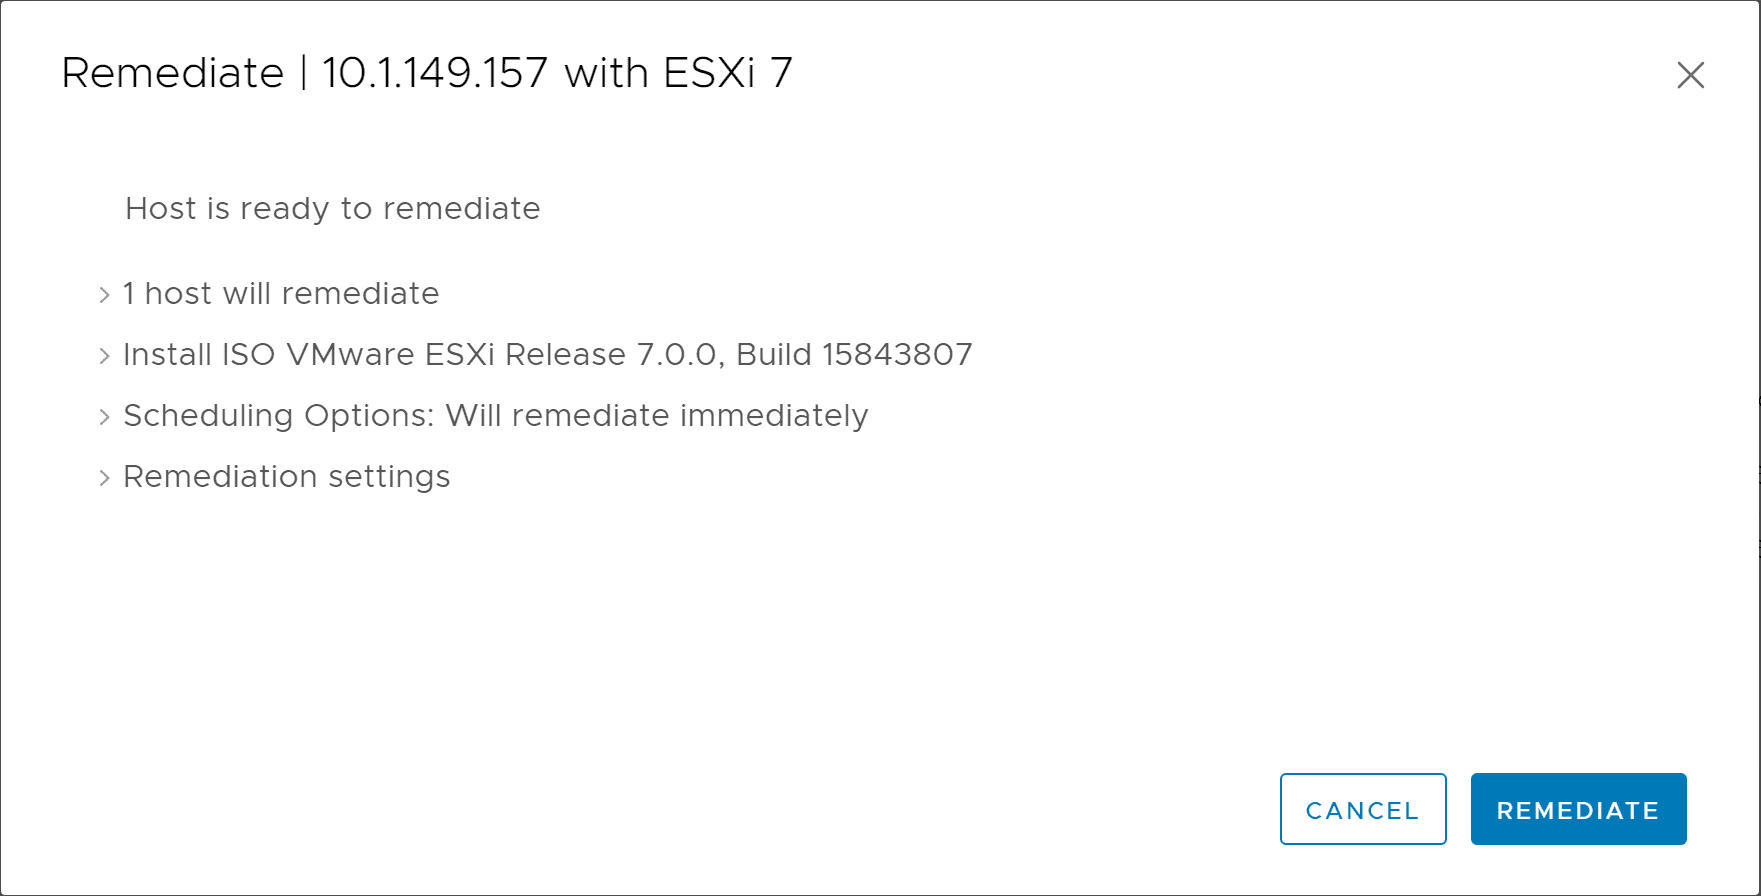 Remediate | 10.1.149.157 with ESXi 7
Host is ready to remediate
1 host will remediate
Install ISO VMware ESXi Release 7.0.0, Build 15843807
Scheduling Options: Will remediate immediately
Remediation settings
CANCEL
REMEDIATE